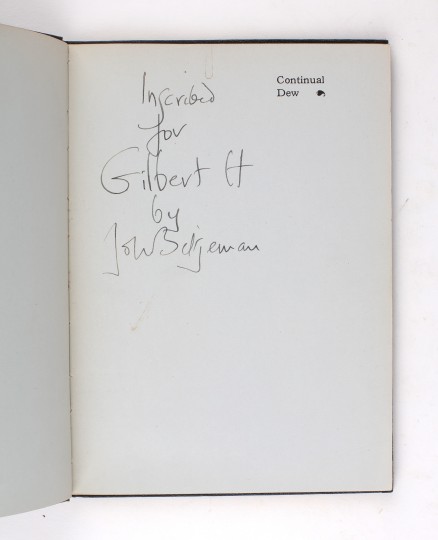 Continual
Dew
Inscribed
for
Gilbert H
by
John Betjeman